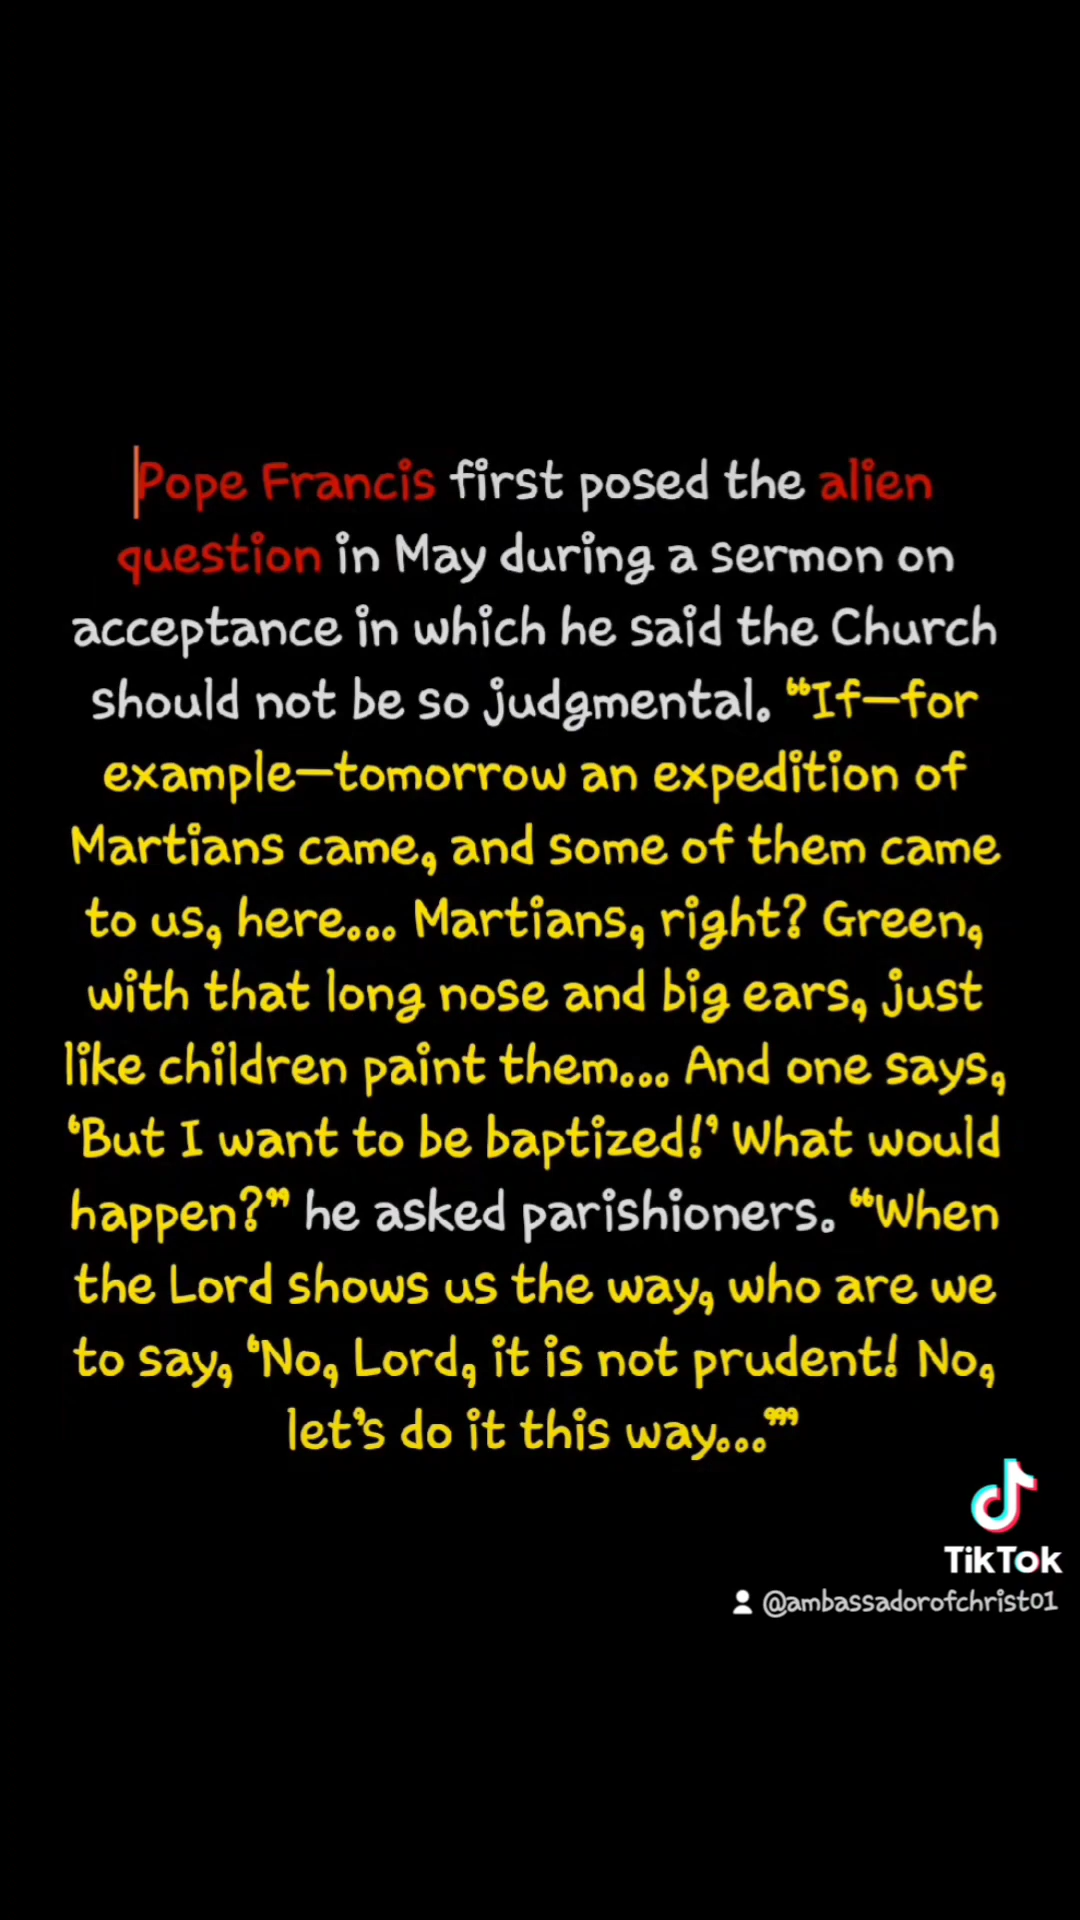 Pope Francis first posed the alien
question in May during a sermon on
acceptance in which he said the Church
should not be so judgmental. “If—for
example—tomorrow an expedition of
Martians came, and some of them came
to us, here... Martians, right? Green,
with that long nose and big ears, just
like children paint them... And one says,
‘But I want to be baptized!’ What would
happen?” he asked parishioners. “When
the Lord shows us the way, who are we
to say, ‘No, Lord, it is not prudent! No,
let’s do it this way...’”
TikTok
@ambassadorofchrist01